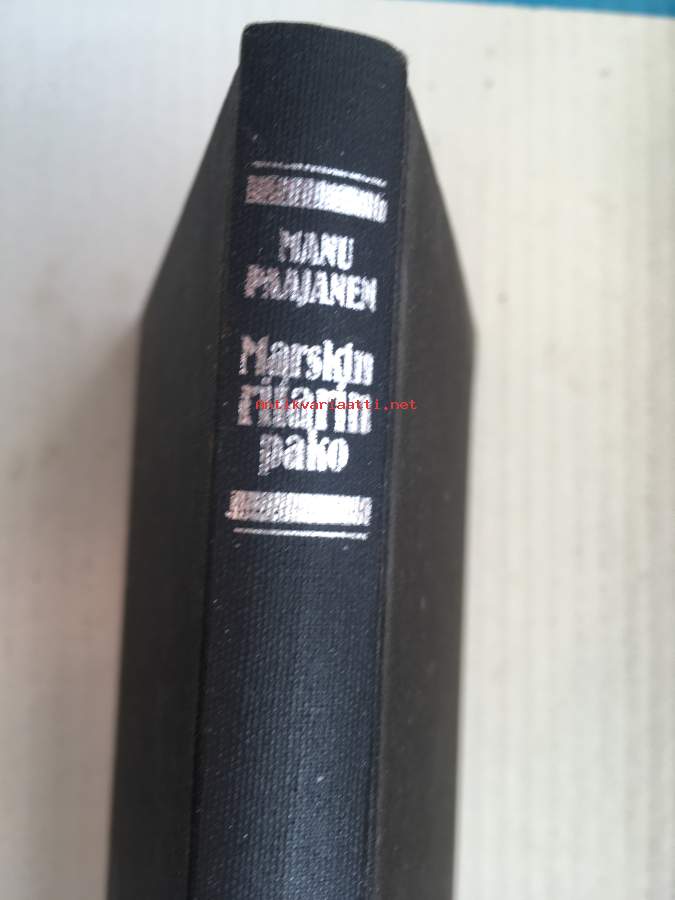 MANU
PAAJANEN
Marskin
ritarin
pako
Antikvariaatti.net